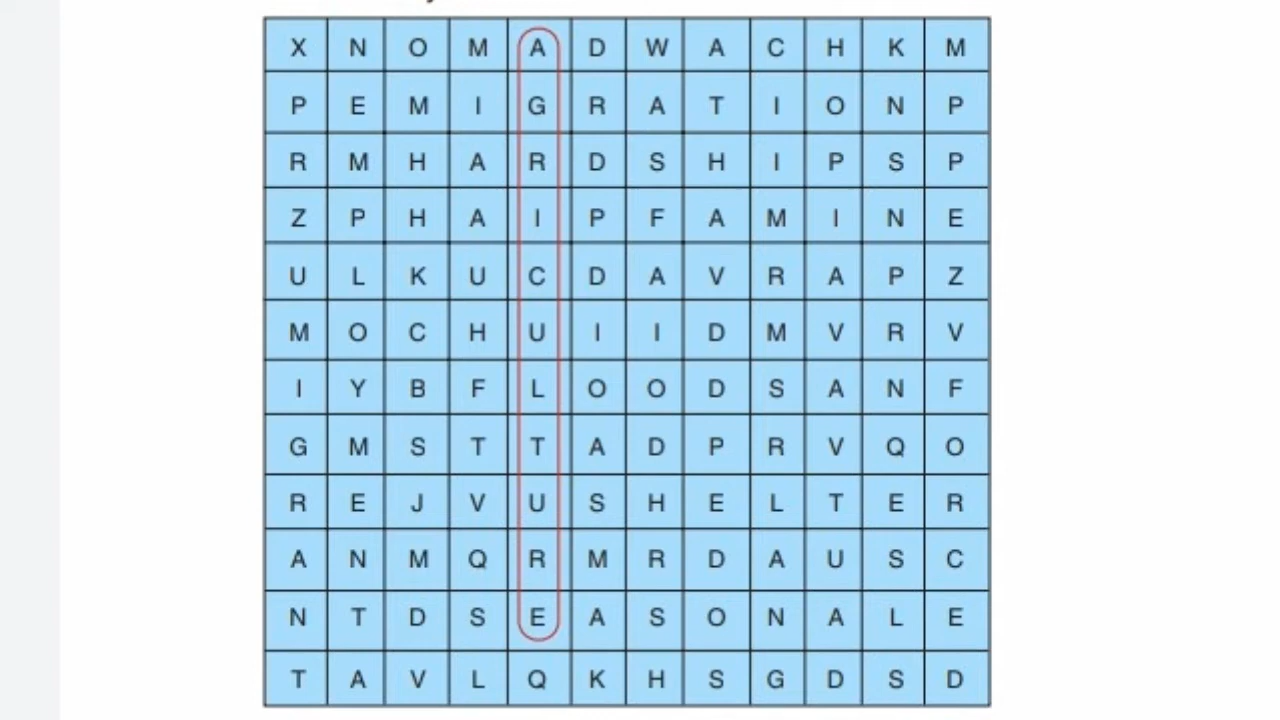 X N O M A D W A C H K M
P E M I G R A T I O N P
R M H A R D S H I P S P
Z P H A I P F A M I N E
U L K U C D A V R A P Z
M O C H U I I D M V R V
I Y B F L O O D S A N F
G M S T T A D P R V Q O
R E J V U S H E L T E R
A N M Q R M R D A U S C
N T D S E A S O N A L E
T A V L Q K H S G D S D